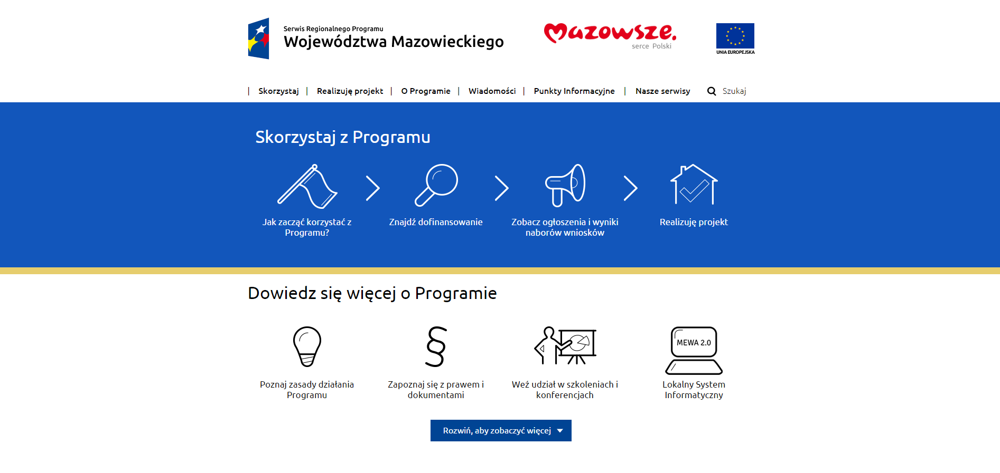 Serwis Regionalnego Programu
Województwa Mazowieckiego
Mazowsze.
serce Polski
UNIA EUROPEJSKA
Skorzystaj
Realizuję projekt
O Programie
Wiadomości
Punkty Informacyjne
Nasze serwisy
Szukaj
Skorzystaj z Programu
Jak zacząć korzystać z
Programu?
Znajdź dofinansowanie
Zobacz ogłoszenia i wyniki
naborów wniosków
Realizuję projekt
Dowiedz się więcej o Programie
§
MEWA 2.0
Poznaj zasady działania
Programu
Zapoznaj się z prawem i
dokumentami
Weź udział w szkoleniach i
konferencjach
Lokalny System
Informatyczny
Rozwiń, aby zobaczyć więcej